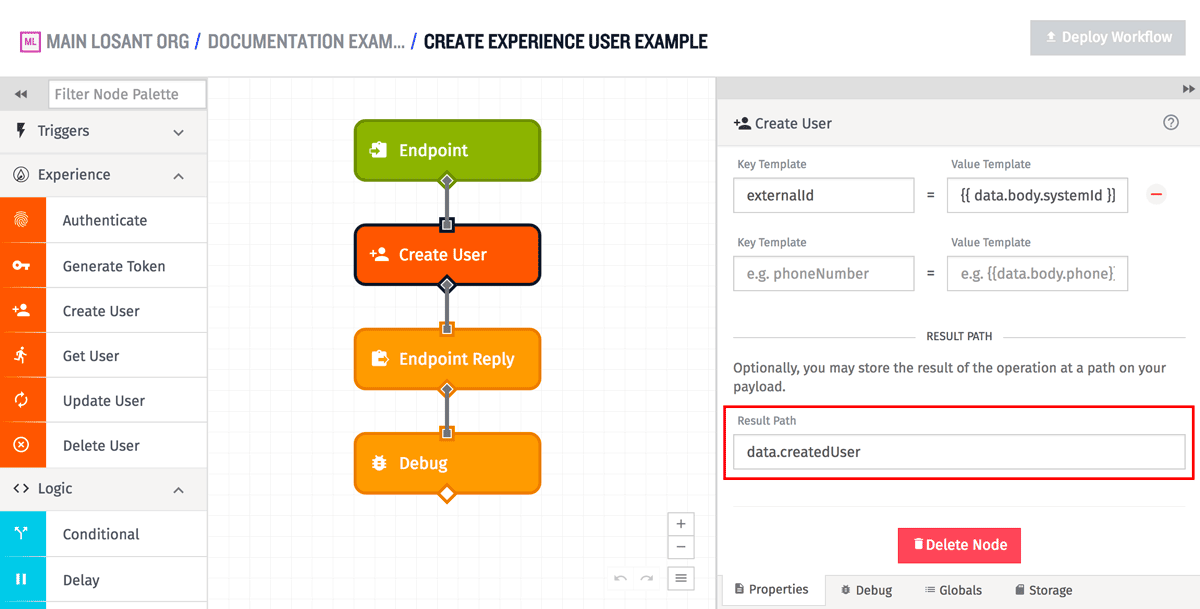 ML MAIN LOSANT ORG / DOCUMENTATION EXAM... / CREATE EXPERIENCE USER EXAMPLE
Deploy Workflow
Filter Node Palette
Triggers
Experience
Authenticate
Generate Token
Create User
Get User
Update User
Delete User
Logic
Conditional
Delay
Endpoint
Create User
Endpoint Reply
Debug
Create User
Key Template
Value Template
externalId
=
{{ data.body.systemId }}
Key Template
Value Template
e.g. phoneNumber
=
e.g. {{data.body.phone}
RESULT PATH
Optionally, you may store the result of the operation at a path on your
payload.
Result Path
data.createdUser
Delete Node
Properties
Debug
Globals
Storage